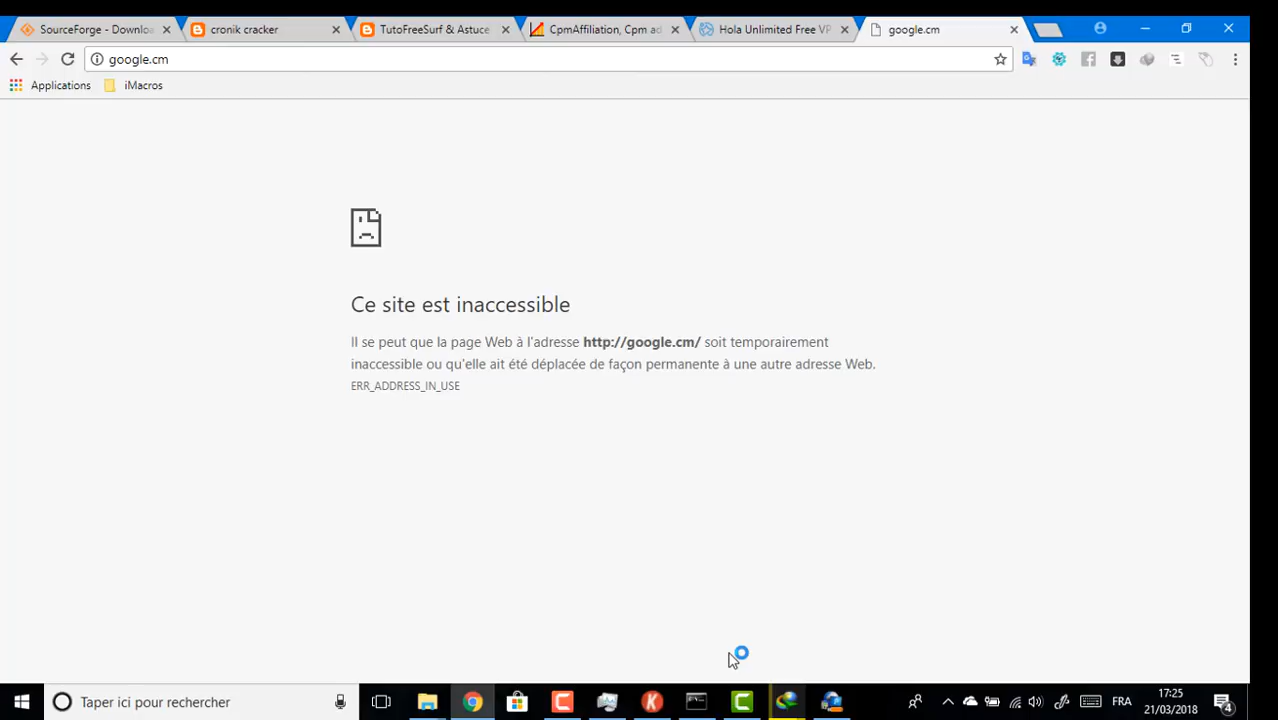 SourceForge - Downloa
cronik cracker
TutoFreeSurf & Astuce
CpmAffiliation, Cpm ad
Hola Unlimited Free VP
google.cm
google.cm
Applications
iMacros
Ce site est inaccessible
Il se peut que la page Web à l'adresse http://google.cm/ soit temporairement
inaccessible ou qu'elle ait été déplacée de façon permanente à une autre adresse Web.
ERR_ADDRESS_IN_USE
Taper ici pour rechercher
FRA
17:25
21/03/2018
4